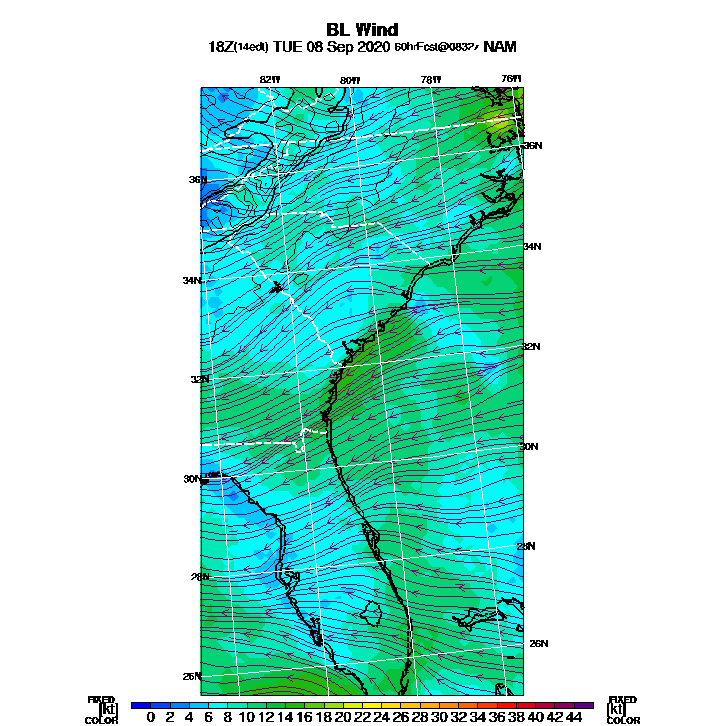 BL Wind
18Z(14edt) TUE 08 Sep 2020 60hrFcst@0832z NAM
82W 80W 78W 76W
36N
36N
34N
34N
32N
32N
30N
30N
28N
28N
26N
26N
FIXED [kt] COLOR
0 2 4 6 8 10 12 14 16 18 20 22 24 26 28 30 32 34 36 38 40 42 44
FIXED [kt] COLOR